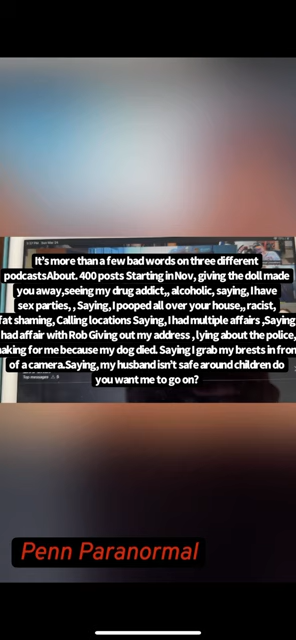 It's more than a few bad words on three different
podcastsAbout. 400 posts Starting in Nov, giving the doll made
you away,seeing my drug addict,, alcoholic, saying, I have
sex parties, , Saying, I pooped all over your house,, racist,
fat shaming, Calling locations Saying, I had multiple affairs ,Saying
had affair with Rob Giving out my address , lying about the police,
for me because my dog died. Saying I grab my brests in front
of a camera.Saying, my husband isn't safe around children do
you want me to go on?
Penn Paranormal